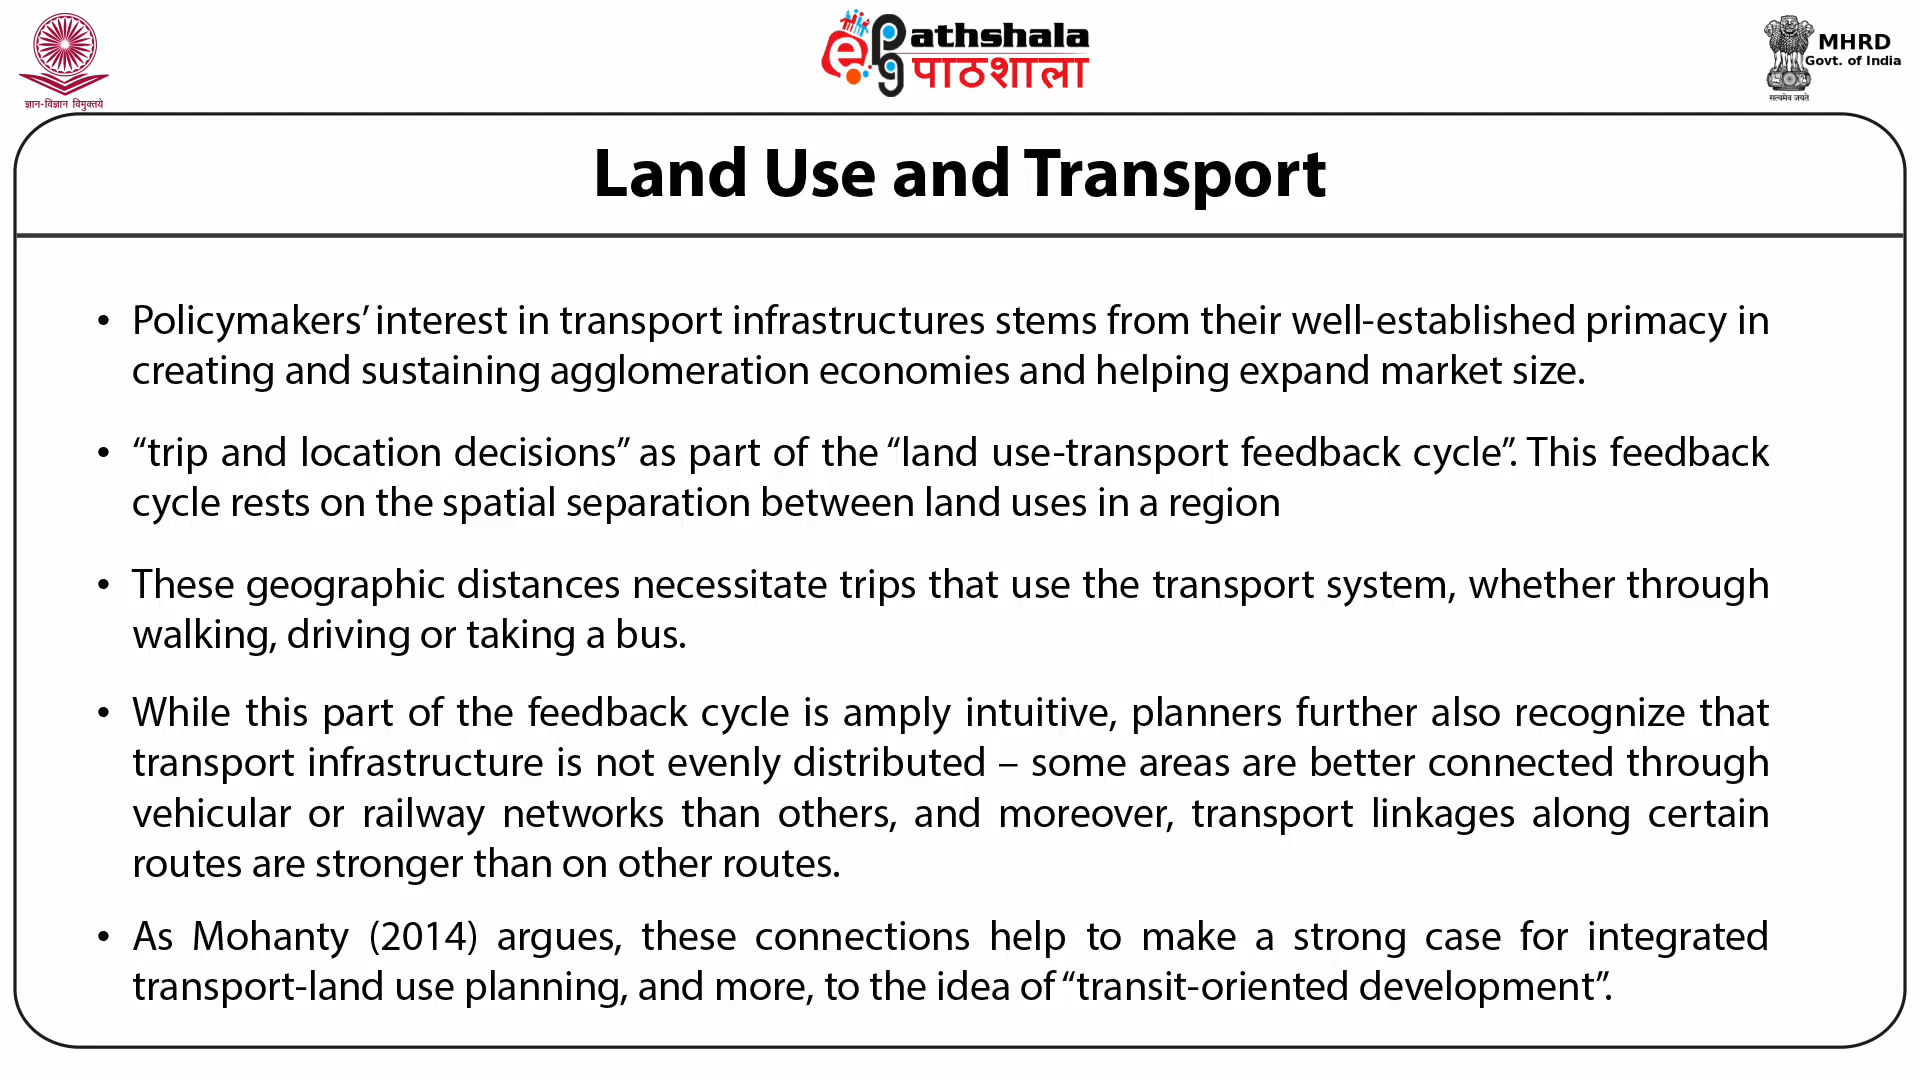 ज्ञान-विज्ञान विमुक्तये
ePathshala
पाठशाला
MHRD
Govt. of India
सत्यमेव जयते
Land Use and Transport
• Policymakers’ interest in transport infrastructures stems from their well-established primacy in
creating and sustaining agglomeration economies and helping expand market size.
• “trip and location decisions” as part of the “land use-transport feedback cycle”. This feedback
cycle rests on the spatial separation between land uses in a region
• These geographic distances necessitate trips that use the transport system, whether through
walking, driving or taking a bus.
• While this part of the feedback cycle is amply intuitive, planners further also recognize that
transport infrastructure is not evenly distributed – some areas are better connected through
vehicular or railway networks than others, and moreover, transport linkages along certain
routes are stronger than on other routes.
• As Mohanty (2014) argues, these connections help to make a strong case for integrated
transport-land use planning, and more, to the idea of “transit-oriented development”.